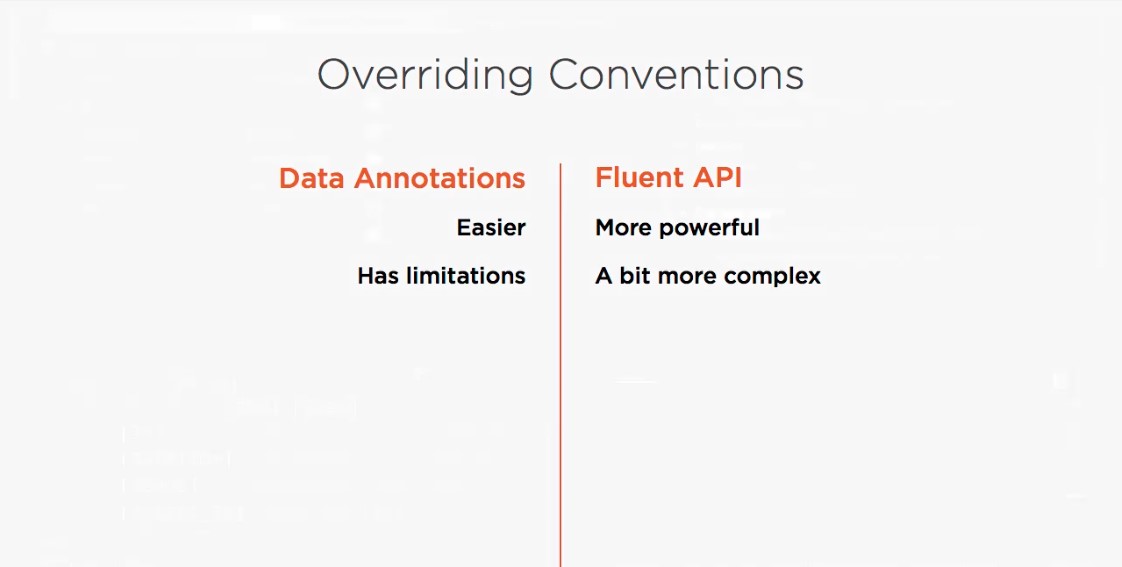 Overriding Conventions
Data Annotations
Easier
Has limitations
Fluent API
More powerful
A bit more complex